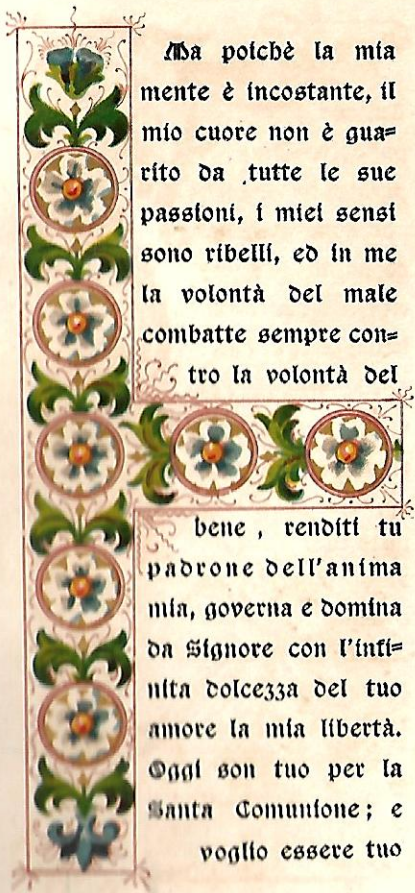 Ma poichè la mia
mente è incostante, il
mio cuore non è gua=
rito da tutte le sue
passioni, i miei sensi
sono ribelli, ed in me
la volontà del male
combatte sempre con=
tro la volontà del
bene, renditi tu
padrone dell'anima
mia, governa e domina
da Signore con l'infi=
nita dolcezza del tuo
amore la mia libertà.
Oggi son tuo per la
Santa Comunione; e
voglio essere tuo